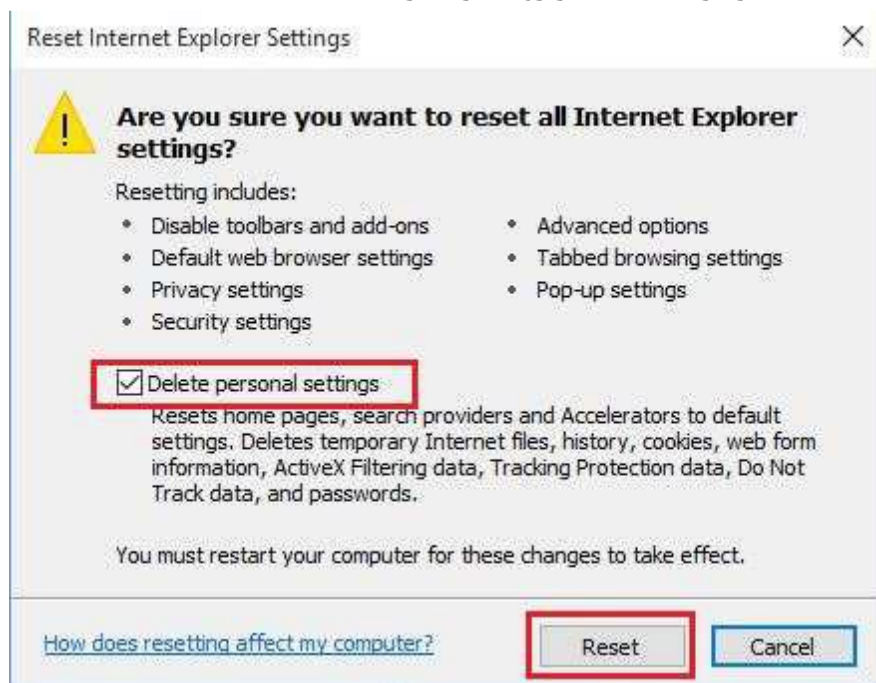 Reset Internet Explorer Settings
Are you sure you want to reset all Internet Explorer
settings?
Resetting includes:
• Disable toolbars and add-ons
• Default web browser settings
• Privacy settings
• Security settings
• Advanced options
• Tabbed browsing settings
• Pop-up settings
Delete personal settings
Resets home pages, search providers and Accelerators to default
settings. Deletes temporary Internet files, history, cookies, web form
information, ActiveX Filtering data, Tracking Protection data, Do Not
Track data, and passwords.
You must restart your computer for these changes to take effect.
How does resetting affect my computer?
Reset
Cancel